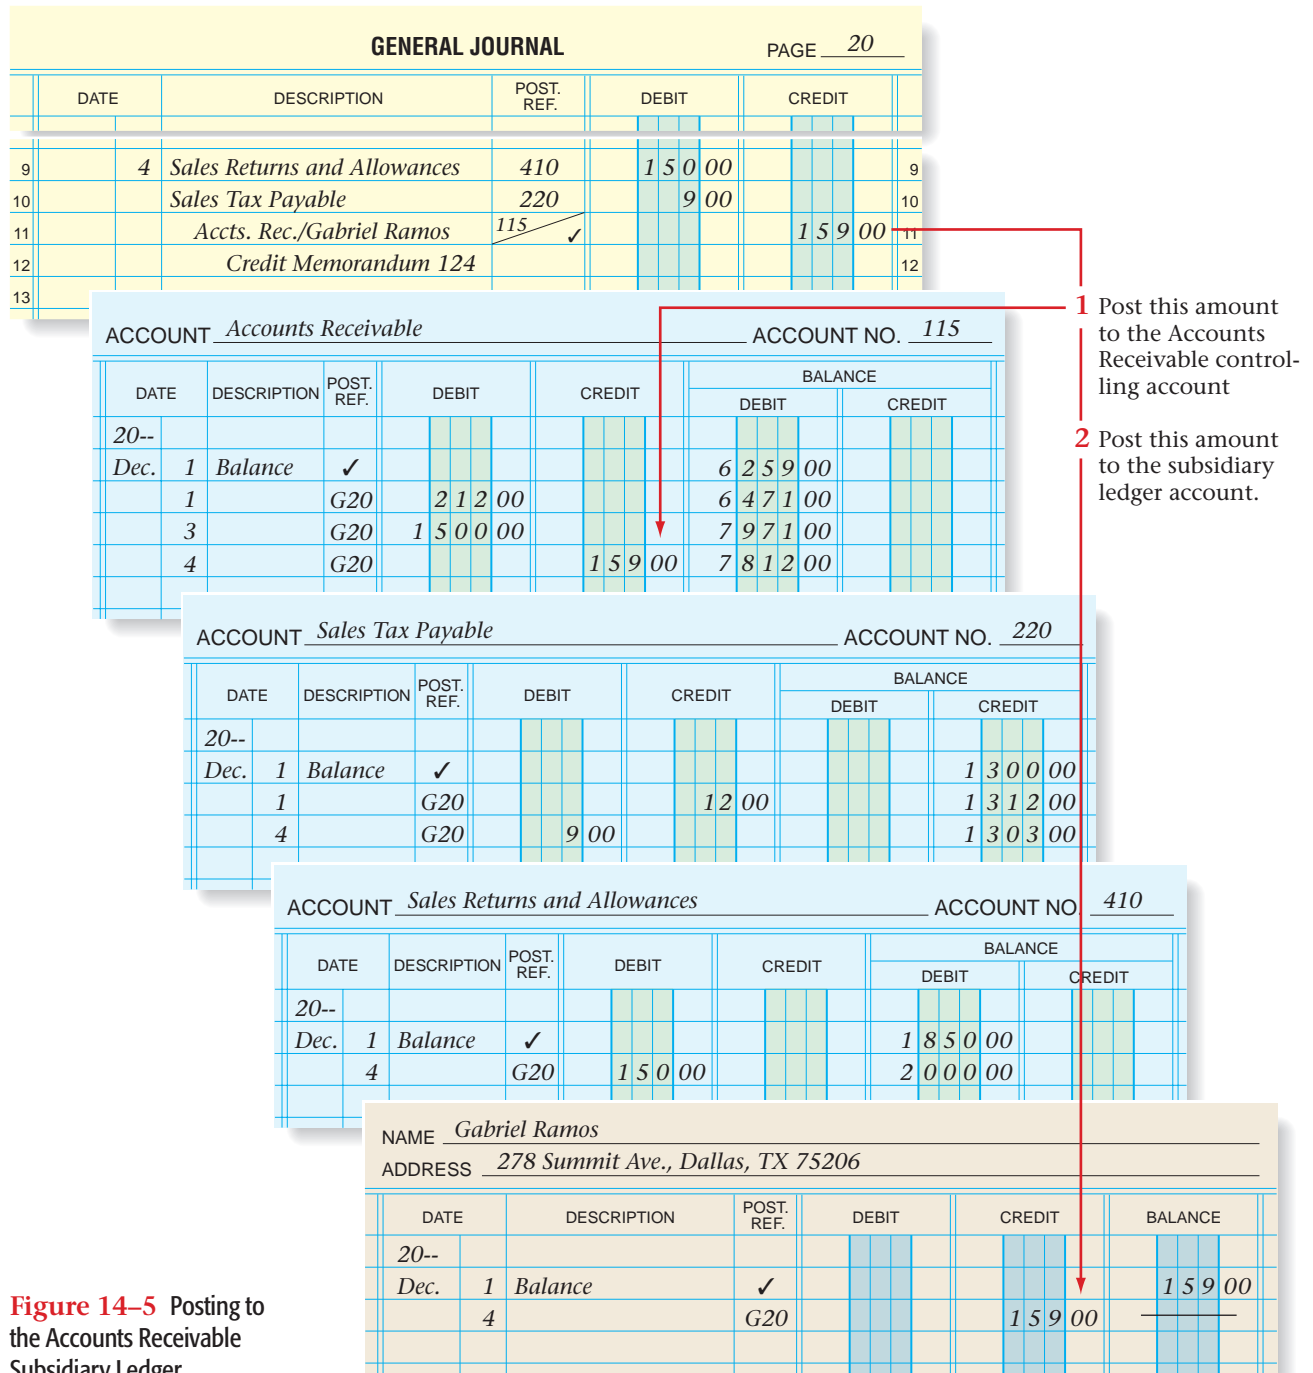 GENERAL JOURNAL PAGE 20
DATE DESCRIPTION POST. REF. DEBIT CREDIT
9 4 Sales Returns and Allowances 410 150 00 9
10 Sales Tax Payable 220 9 00 10
11 Accts. Rec./Gabriel Ramos 115 ✓ 159 00 11
12 Credit Memorandum 124 12
13
1 Post this amount
to the Accounts
Receivable control-
ling account
2 Post this amount
to the subsidiary
ledger account.
ACCOUNT Accounts Receivable ACCOUNT NO. 115
DATE DESCRIPTION POST. REF. DEBIT CREDIT BALANCE
DEBIT CREDIT
20--
Dec. 1 Balance ✓ 6 259 00
1 G20 212 00 6 471 00
3 G20 1 500 00 7 971 00
4 G20 159 00 7 812 00
ACCOUNT Sales Tax Payable ACCOUNT NO. 220
DATE DESCRIPTION POST. REF. DEBIT CREDIT BALANCE
DEBIT CREDIT
20--
Dec. 1 Balance ✓ 1 300 00
1 G20 12 00 1 312 00
4 G20 9 00 1 303 00
ACCOUNT Sales Returns and Allowances ACCOUNT NO. 410
DATE DESCRIPTION POST. REF. DEBIT CREDIT BALANCE
DEBIT CREDIT
20--
Dec. 1 Balance ✓ 1 850 00
4 G20 150 00 2 000 00
NAME Gabriel Ramos
ADDRESS 278 Summit Ave., Dallas, TX 75206
DATE DESCRIPTION POST. REF. DEBIT CREDIT BALANCE
20--
Dec. 1 Balance ✓ 159 00
4 G20 159 00 —
Figure 14–5 Posting to
the Accounts Receivable
Subsidiary Ledger